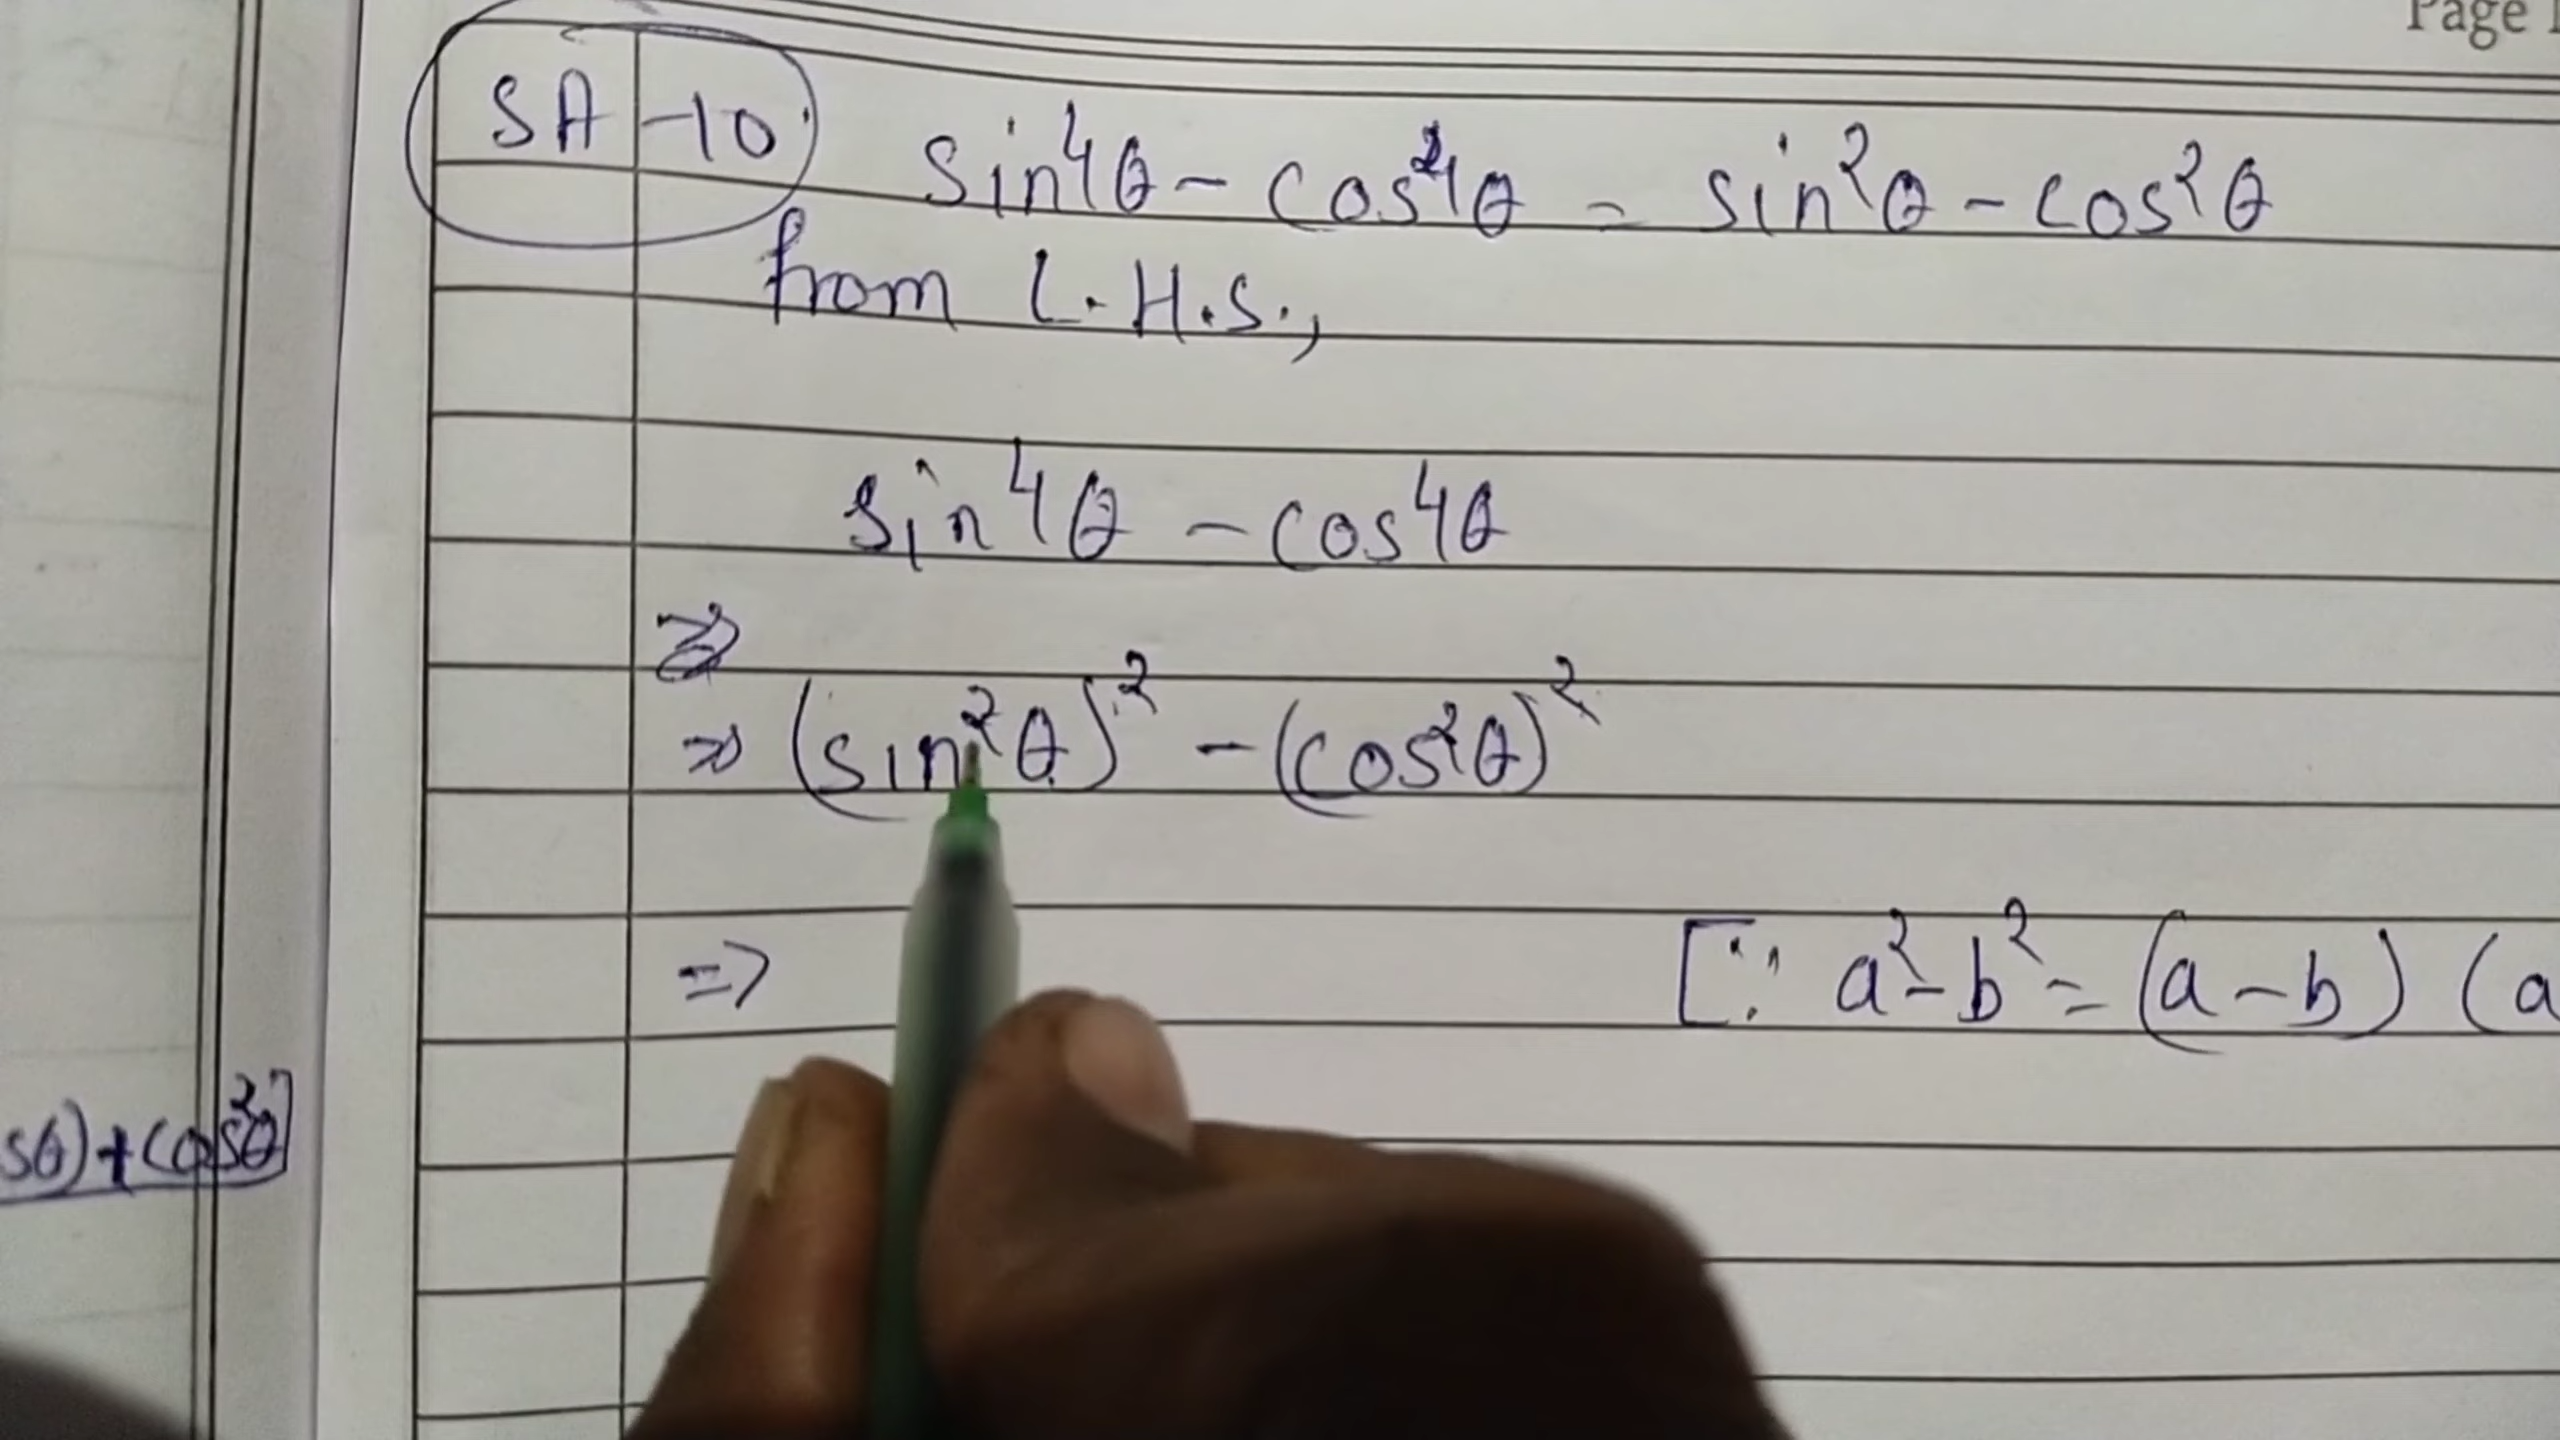 Page
SA-10
sin⁴θ - cos⁴θ = sin²θ - cos²θ
from L.H.S.,
sin⁴θ - cos⁴θ
⇒
⇒ (sin²θ)² - (cos²θ)²
⇒ [∵ a² - b² = (a - b) (a
sθ) + cos²θ]